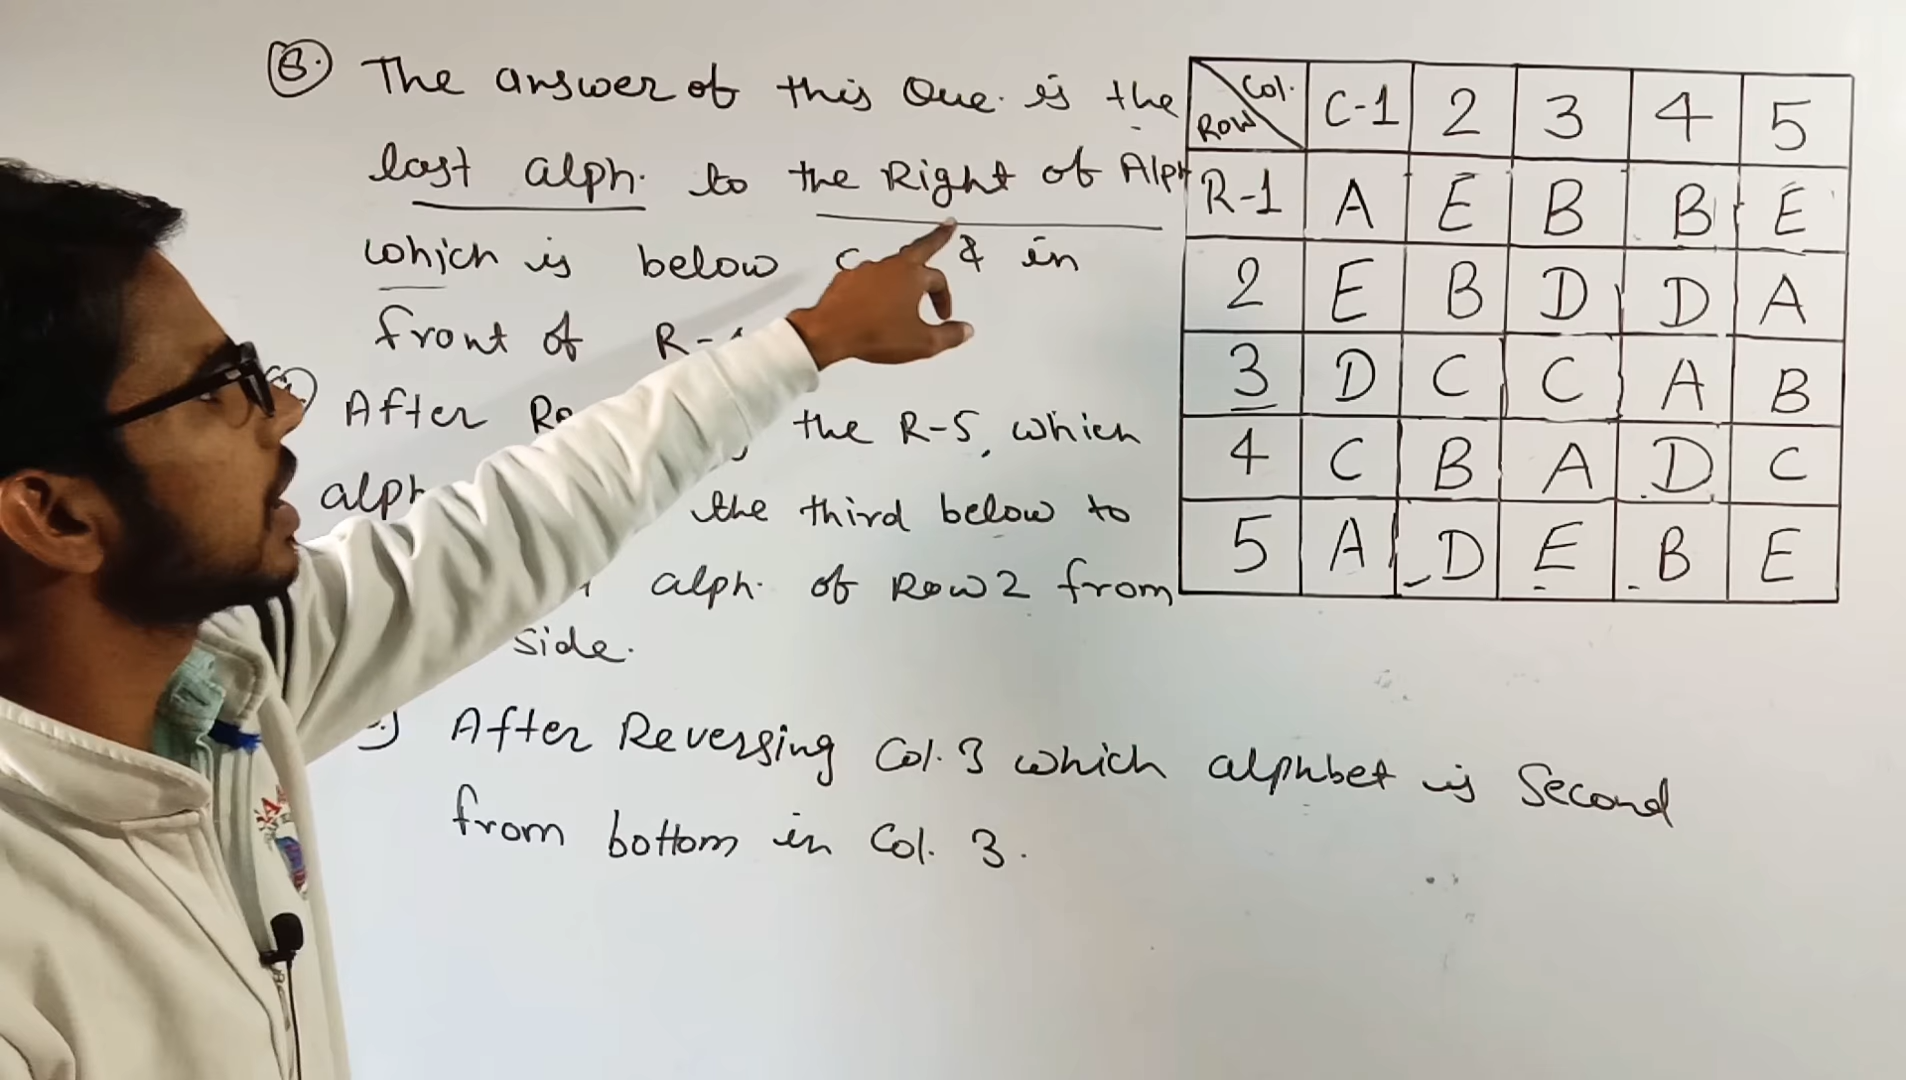 8. The answer of this Que. is the
last alph. to the Right of Alph
which is below & in
front of R-
After the R-5, which
alph the third below to
alph. of Row 2 from
side.
After Reversing Col. 3 which alphbet is Second
from bottom in Col. 3.
Col. ROW C-1 2 3 4 5
R-1 A E B B E
2 E B D D A
3 D C C A B
4 C B A D C
5 A D E B E